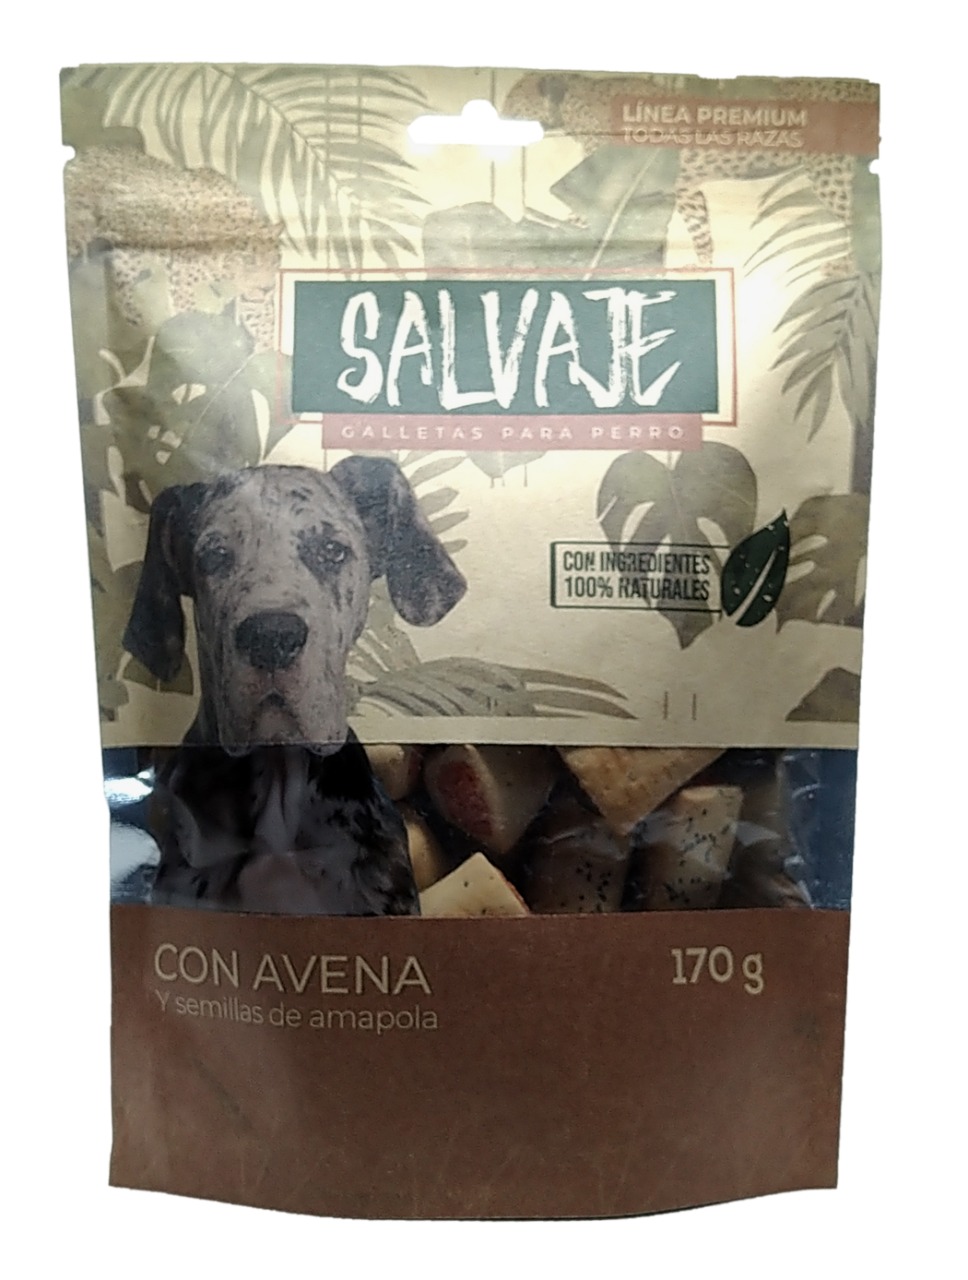 LÍNEA PREMIUM
TODAS LAS RAZAS
SALVAJE
GALLETAS PARA PERRO
CON INGREDIENTES
100% NATURALES
CON AVENA
170 g
Y semillas de amapola